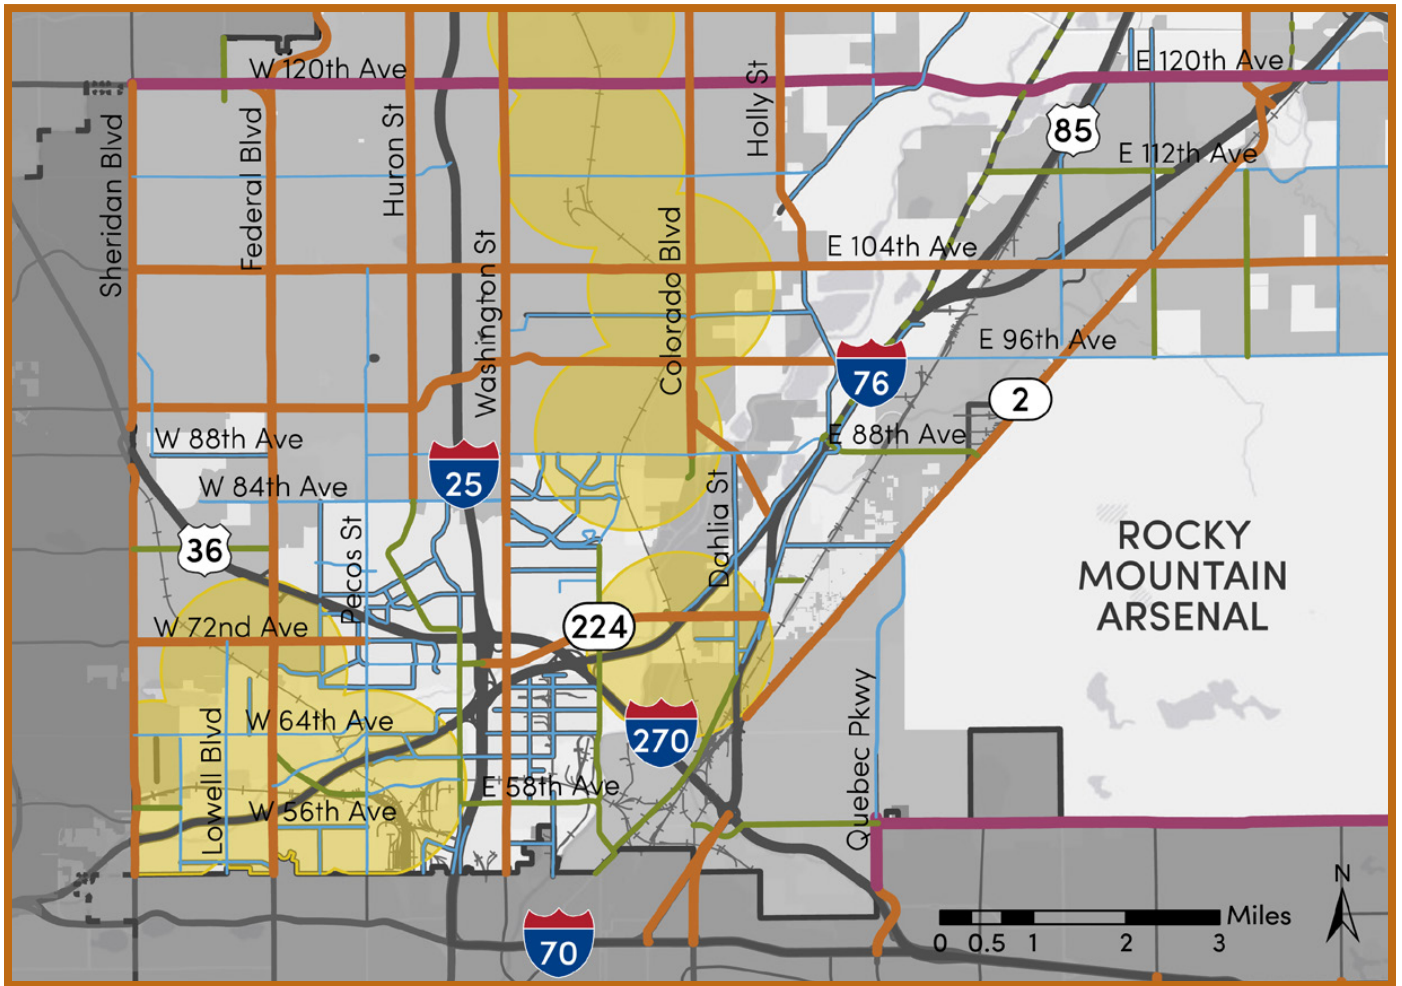 W 120th Ave
E 120th Ave
Holly St
85
Huron St
Sheridan Blvd
Federal Blvd
E 112th Ave
E 104th Ave
Washington St
Colorado Blvd
E 96th Ave
76
2
W 88th Ave
E 88th Ave
25
W 84th Ave
Dahlia St
36
Pecos St
ROCKY
MOUNTAIN
ARSENAL
W 72nd Ave
224
W 64th Ave
270
Lowell Blvd
Quebec Pkwy
E 58th Ave
W 56th Ave
N
Miles
0 0.5 1 2 3
70